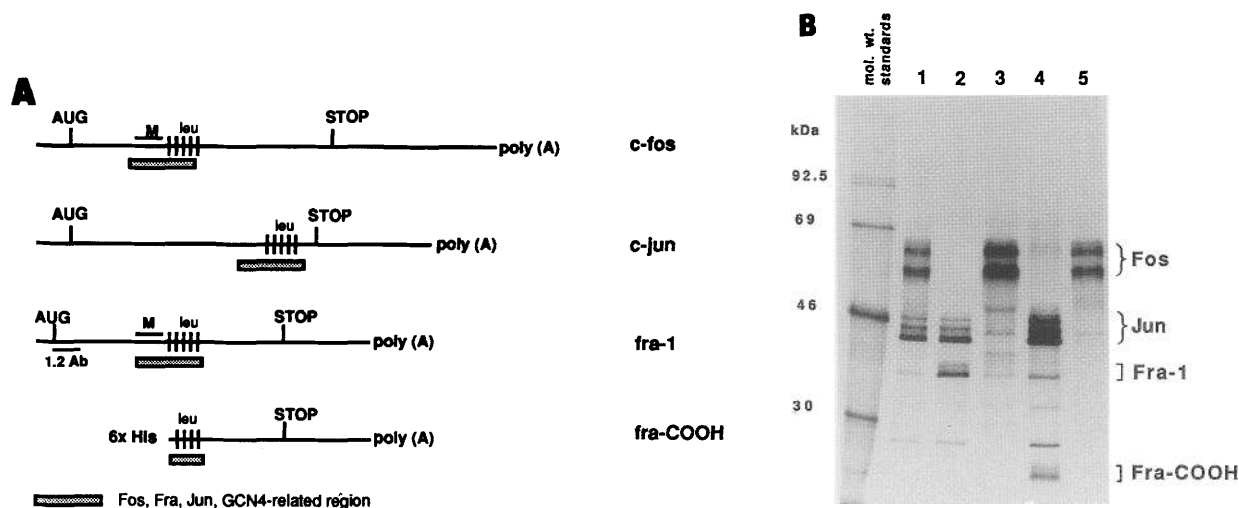 A
AUG
M
leu
STOP
poly (A)
c-fos
AUG
leu
STOP
poly (A)
c-jun
AUG
M
leu
STOP
1.2 Ab
poly (A)
fra-1
6x His
leu
STOP
poly (A)
fra-COOH
Fos, Fra, Jun, GCN4-related region
B
mol. wt.
standards
1 2 3 4 5
kDa
92.5
69
46
30
Fos
Jun
Fra-1
Fra-COOH